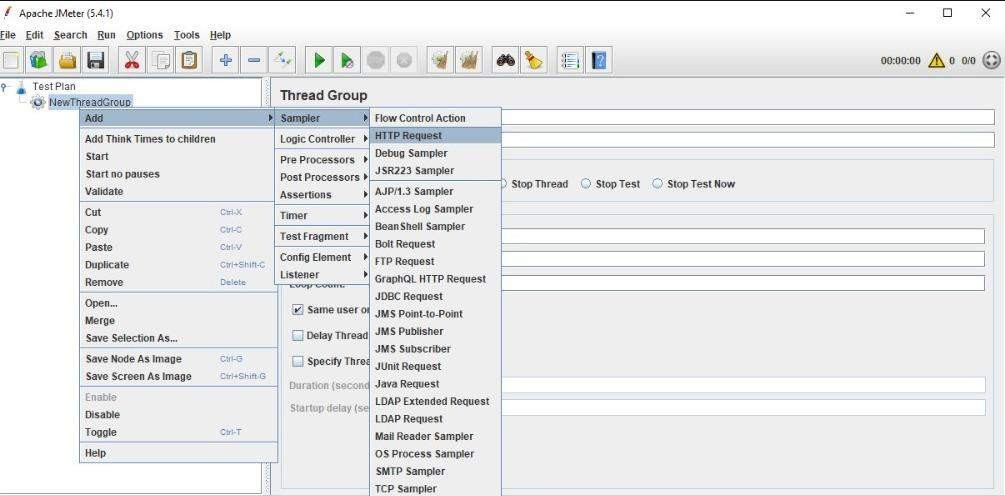 Apache JMeter (5.4.1)
File Edit Search Run Options Tools Help
00:00:00 0 0/0
Test Plan
NewThreadGroup
Thread Group
Add
Add Think Times to children
Start
Start no pauses
Validate
Cut Ctrl-X
Copy Ctrl-C
Paste Ctrl-V
Duplicate Ctrl+Shift-C
Remove Delete
Open...
Merge
Save Selection As...
Save Node As Image Ctrl-G
Save Screen As Image Ctrl+Shift-G
Enable
Disable
Toggle Ctrl-T
Help
Sampler
Logic Controller
Pre Processors
Post Processors
Assertions
Timer
Test Fragment
Config Element
Listener
Flow Control Action
HTTP Request
Debug Sampler
JSR223 Sampler
AJP/1.3 Sampler
Access Log Sampler
BeanShell Sampler
Bolt Request
FTP Request
GraphQL HTTP Request
JDBC Request
JMS Point-to-Point
JMS Publisher
JMS Subscriber
JUnit Request
Java Request
LDAP Extended Request
LDAP Request
Mail Reader Sampler
OS Process Sampler
SMTP Sampler
TCP Sampler
Stop Thread Stop Test Stop Test Now
Same user o
Delay Thread
Specify Threa
Duration (second
Startup delay (se